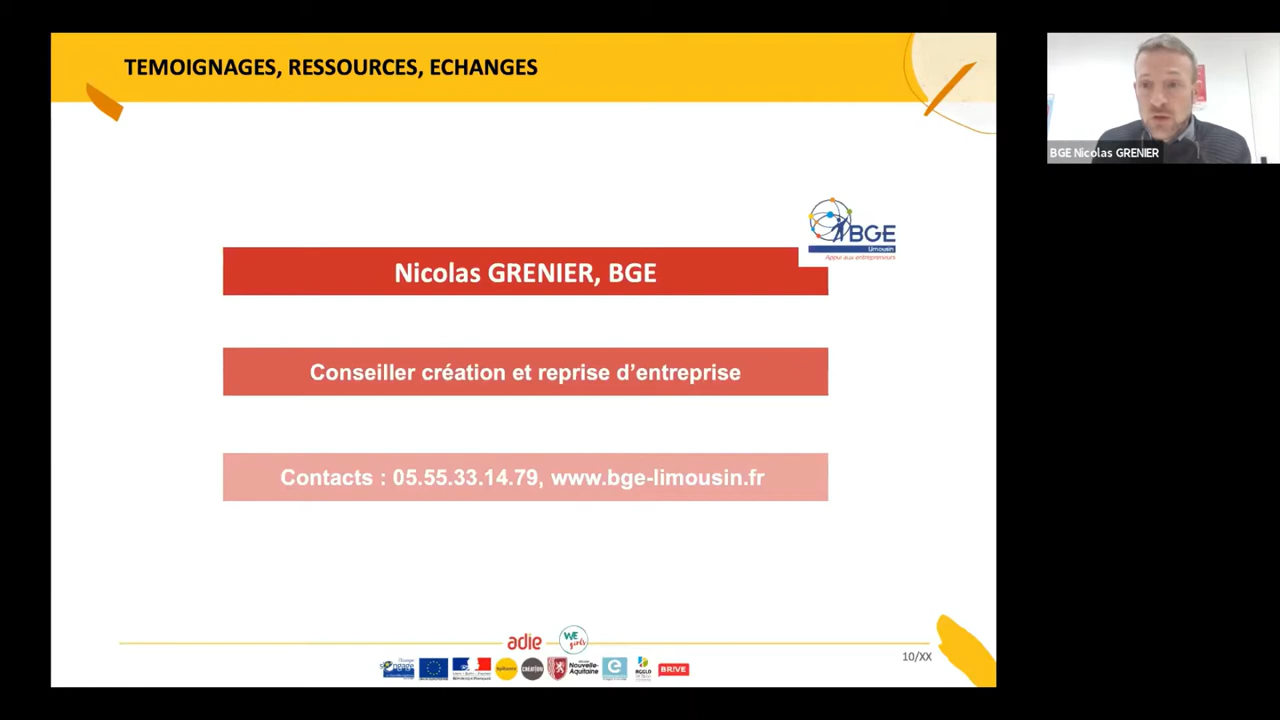 TEMOIGNAGES, RESSOURCES, ECHANGES
BGE Nicolas GRENIER
BGE
Limousin
Appui aux entrepreneurs
Nicolas GRENIER, BGE
Conseiller création et reprise d’entreprise
Contacts : 05.55.33.14.79, www.bge-limousin.fr
adie
WE
girls
10/XX
Nouvelle-
Aquitaine
BRIVE